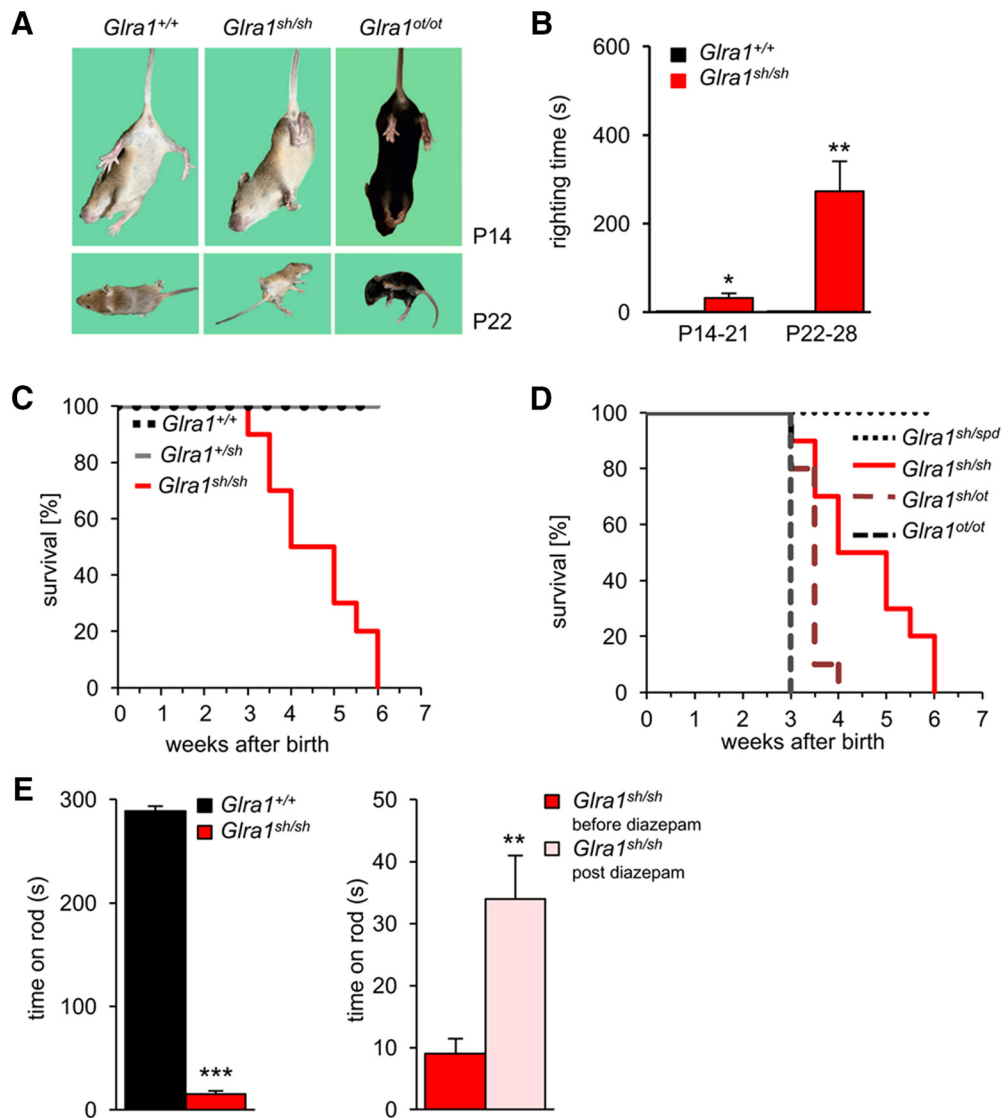 A
Glra1+/+ Glra1sh/sh Glra1ot/ot
P14
P22
B
600
400
200
0
righting time (s)
Glra1+/+
Glra1sh/sh
*
**
P14-21 P22-28
C
100
80
60
40
20
0
survival [%]
Glra1+/+
Glra1+/sh
Glra1sh/sh
0 1 2 3 4 5 6 7
weeks after birth
D
100
80
60
40
20
0
survival [%]
Glra1sh/spd
Glra1sh/sh
Glra1sh/ot
Glra1ot/ot
0 1 2 3 4 5 6 7
weeks after birth
E
300
200
100
0
time on rod (s)
Glra1+/+
Glra1sh/sh
***
50
40
30
20
10
0
time on rod (s)
**
Glra1sh/sh
before diazepam
Glra1sh/sh
post diazepam